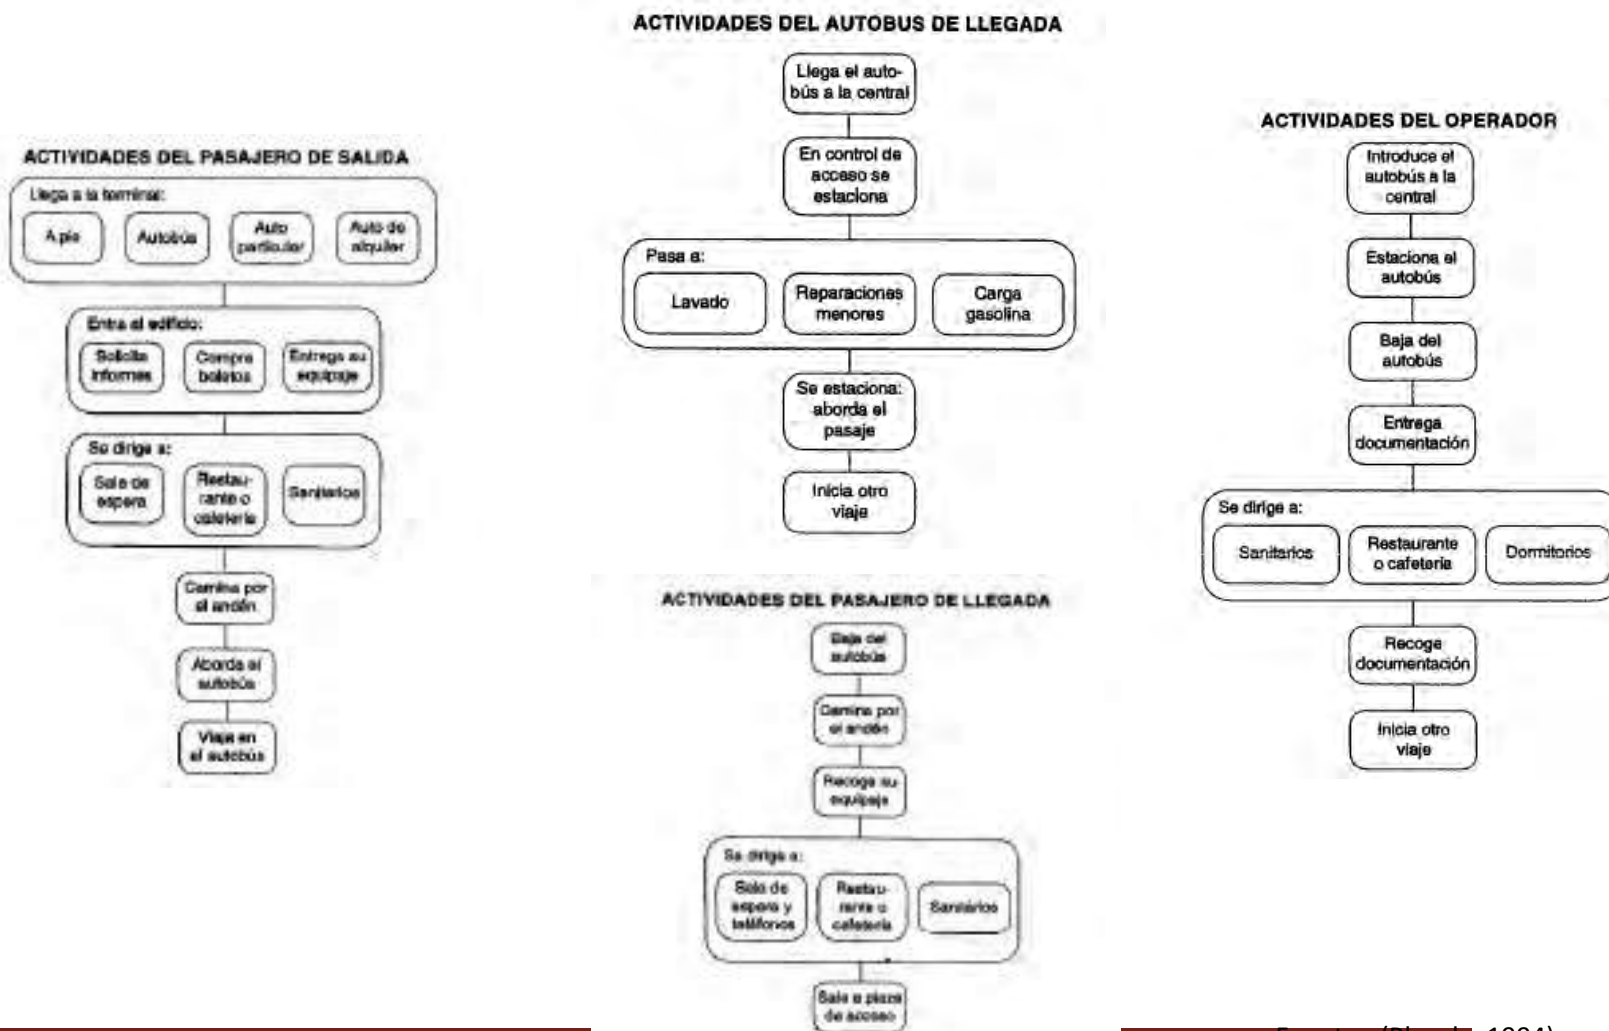 ACTIVIDADES DEL PASAJERO DE SALIDA
Llega a la terminal:
A pie
Autobús
Auto
particular
Auto de
alquiler
Entra al edificio:
Solicita
informes
Compra
boletos
Entrega su
equipaje
Se dirige a:
Sala de
espera
Restau-
rante o
cafetería
Sanitarios
Camina por
el andén
Aborda el
autobús
Viaja en
el autobús
ACTIVIDADES DEL AUTOBUS DE LLEGADA
Llega el auto-
bús a la central
En control de
acceso se
estaciona
Pasa a:
Lavado
Reparaciones
menores
Carga
gasolina
Se estaciona:
aborda el
pasaje
Inicia otro
viaje
ACTIVIDADES DEL PASAJERO DE LLEGADA
Baja del
autobús
Camina por
el andén
Recoge su
equipaje
Se dirige a:
Sala de
espera y
teléfonos
Restau-
rante o
cafetería
Sanitarios
Sale a plaza
de acceso
ACTIVIDADES DEL OPERADOR
Introduce el
autobús a la
central
Estaciona el
autobús
Baja del
autobús
Entrega
documentación
Se dirige a:
Sanitarios
Restaurante
o cafetería
Dormitorios
Recoge
documentación
Inicia otro
viaje
1994)